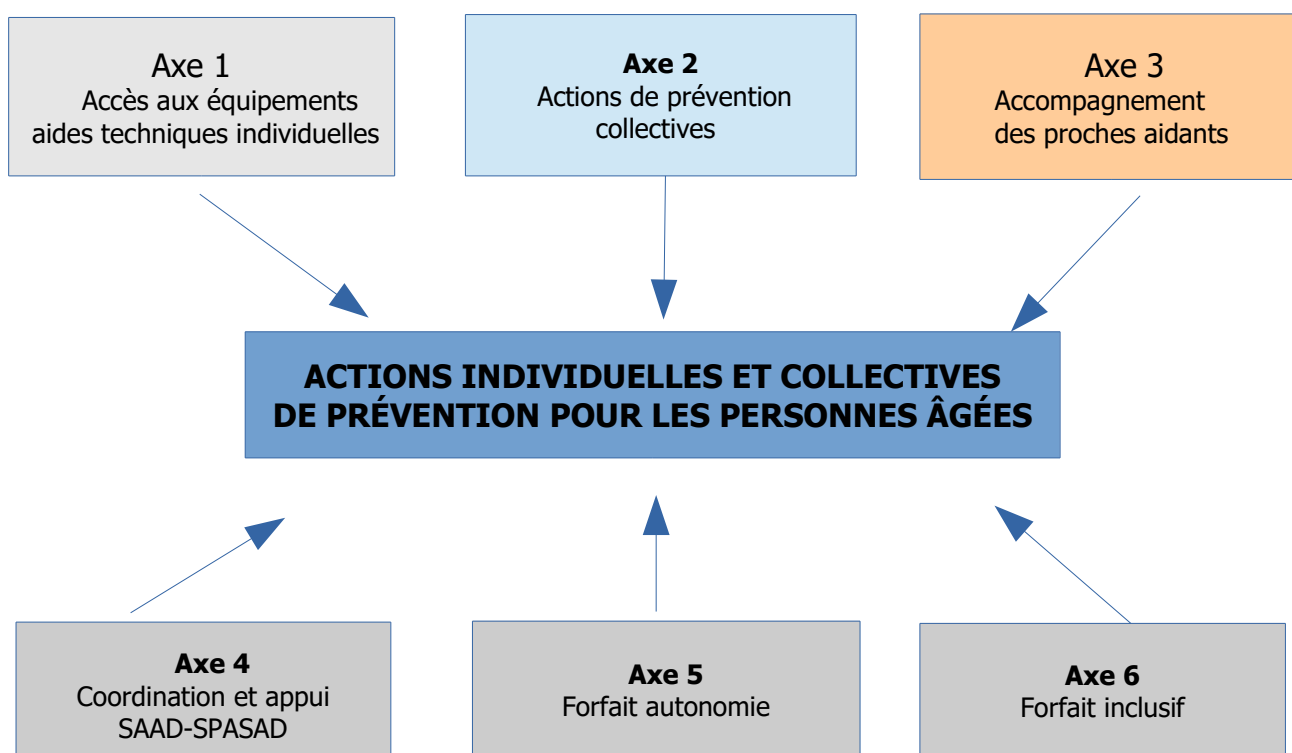 Axe 1
Accès aux équipements
aides techniques individuelles
Axe 2
Actions de prévention
collectives
Axe 3
Accompagnement
des proches aidants
ACTIONS INDIVIDUELLES ET COLLECTIVES
DE PRÉVENTION POUR LES PERSONNES ÂGÉES
Axe 4
Coordination et appui
SAAD-SPASAD
Axe 5
Forfait autonomie
Axe 6
Forfait inclusif